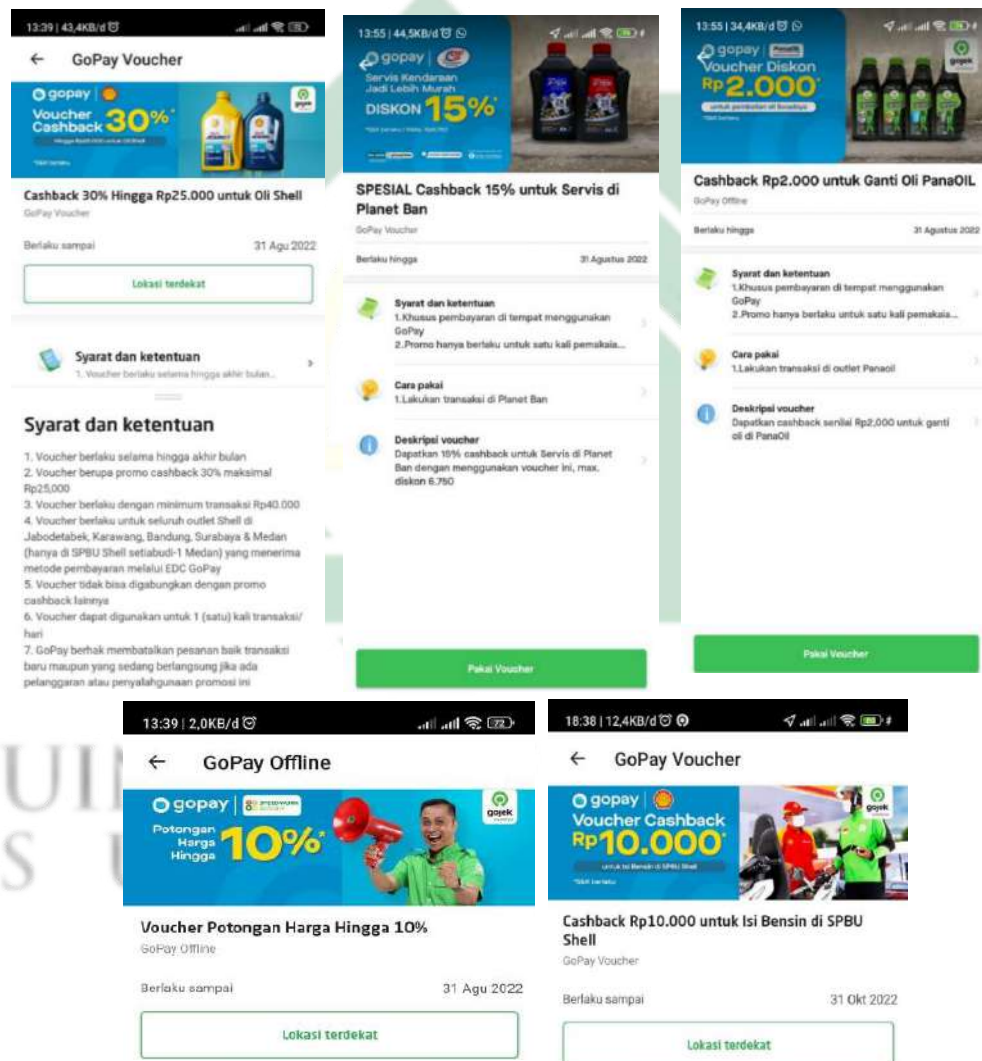 13:39 | 43,4KB/d
GoPay Voucher
gopay
Voucher
Cashback 30%*
gojek
Cashback 30% Hingga Rp25.000 untuk Oli Shell
GoPay Voucher
Berlaku sampai 31 Agu 2022
Lokasi terdekat
Syarat dan ketentuan
1. Voucher berlaku selama hingga akhir bulan...
Syarat dan ketentuan
1. Voucher berlaku selama hingga akhir bulan
2. Voucher berupa promo cashback 30% maksimal
Rp25,000
3. Voucher berlaku dengan minimum transaksi Rp40.000
4. Voucher berlaku untuk seluruh outlet Shell di
Jabodetabek, Karawang, Bandung, Surabaya & Medan
(hanya di SPBU Shell setiabudi-1 Medan) yang menerima
metode pembayaran melalui EDC GoPay
5. Voucher tidak bisa digabungkan dengan promo
cashback lainnya
6. Voucher dapat digunakan untuk 1 (satu) kali transaksi/
hari
7. GoPay berhak membatalkan pesanan baik transaksi
baru maupun yang sedang berlangsung jika ada
pelanggaran atau penyalahgunaan promosi ini
13:55 | 44,5KB/d
gopay
Servis Kendaraan
Jadi Lebih Murah
DISKON 15%*
SPESIAL Cashback 15% untuk Servis di
Planet Ban
GoPay Voucher
Berlaku hingga 31 Agustus 2022
Syarat dan ketentuan
1.Khusus pembayaran di tempat menggunakan
GoPay
2.Promo hanya berlaku untuk satu kali pemakaia...
Cara pakai
1.Lakukan transaksi di Planet Ban
Deskripsi voucher
Dapatkan 15% cashback untuk Servis di Planet
Ban dengan menggunakan voucher ini, max.
diskon 6.750
Pakai Voucher
13:55 | 34,4KB/d
gopay
Voucher Diskon
Rp2.000*
gojek
Cashback Rp2.000 untuk Ganti Oli PanaOIL
GoPay Offline
Berlaku hingga 31 Agustus 2022
Syarat dan ketentuan
1.Khusus pembayaran di tempat menggunakan
GoPay
2.Promo hanya berlaku untuk satu kali pemakaia...
Cara pakai
1.Lakukan transaksi di outlet Panaoil
Deskripsi voucher
Dapatkan cashback senilai Rp2,000 untuk ganti
oli di PanaOil
Pakai Voucher
UI
S U
13:39 | 2,0KB/d 72
GoPay Offline
gopay
Potongan
Harga
Hingga 10%*
gojek
Voucher Potongan Harga Hingga 10%
GoPay Offline
Berlaku sampai 31 Agu 2022
Lokasi terdekat
18:38 | 12,4KB/d
GoPay Voucher
gopay
Voucher Cashback
Rp10.000*
untuk Isi Bensin di SPBU Shell
gojek
Cashback Rp10.000 untuk Isi Bensin di SPBU
Shell
GoPay Voucher
Berlaku sampai 31 Okt 2022
Lokasi terdekat